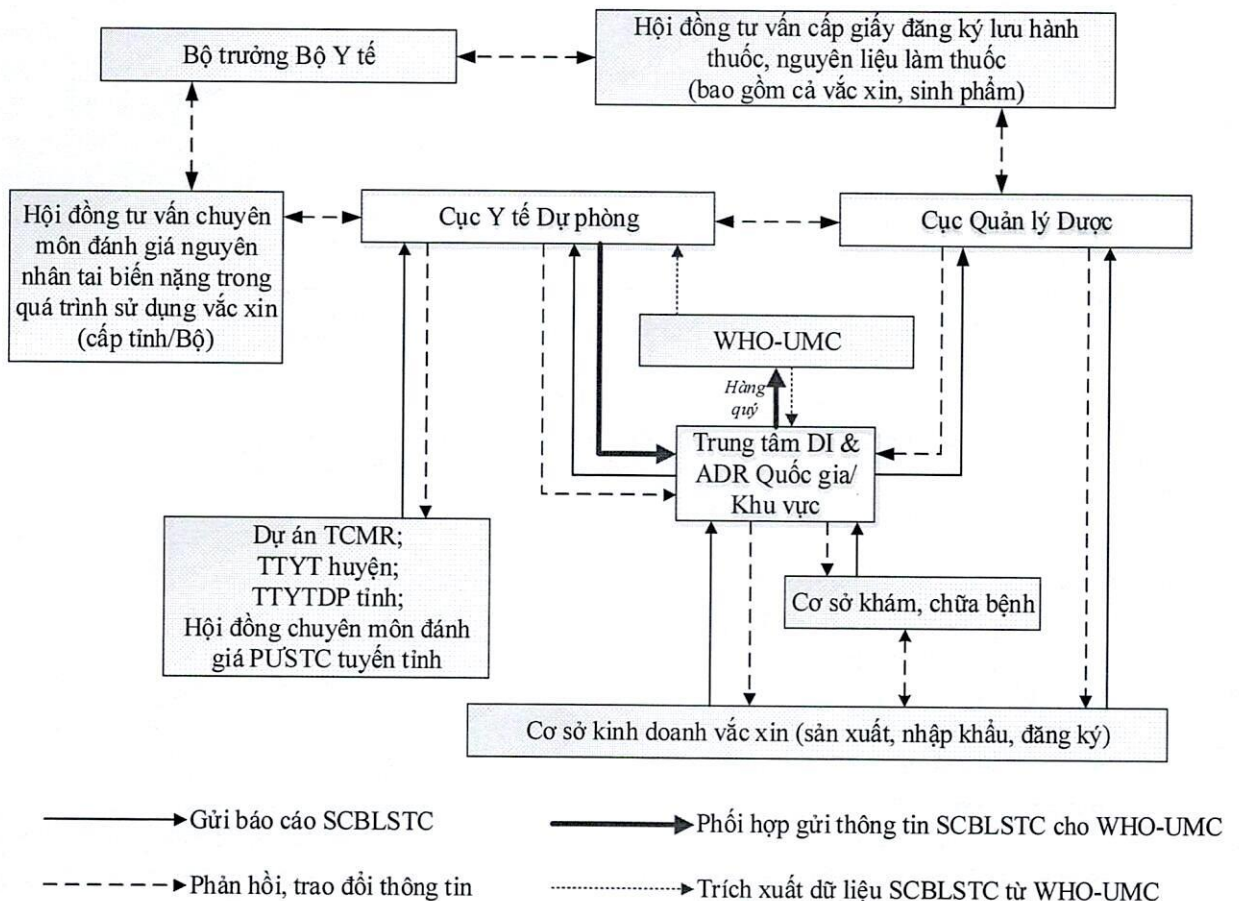 Bộ trưởng Bộ Y tế
Hội đồng tư vấn cấp giấy đăng ký lưu hành
thuốc, nguyên liệu làm thuốc
(bao gồm cả vắc xin, sinh phẩm)
Hội đồng tư vấn chuyên
môn đánh giá nguyên
nhân tai biến nặng trong
quá trình sử dụng vắc xin
(cấp tỉnh/Bộ)
Cục Y tế Dự phòng
Cục Quản lý Dược
WHO-UMC
Hàng
quý
Trung tâm DI &
ADR Quốc gia/
Khu vực
Dự án TCMR;
TTYT huyện;
TTYTDP tỉnh;
Hội đồng chuyên môn đánh
giá PƯSTC tuyến tỉnh
Cơ sở khám, chữa bệnh
Cơ sở kinh doanh vắc xin (sản xuất, nhập khẩu, đăng ký)
Gửi báo cáo SCBLSTC
Phối hợp gửi thông tin SCBLSTC cho WHO-UMC
Phản hồi, trao đổi thông tin
Trích xuất dữ liệu SCBLSTC từ WHO-UMC